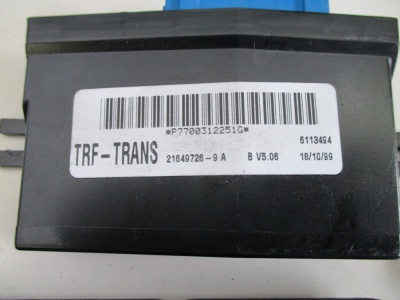 *P7700312251G*
6113494
TRF-TRANS 21649726-9 A B V5.06 18/10/99